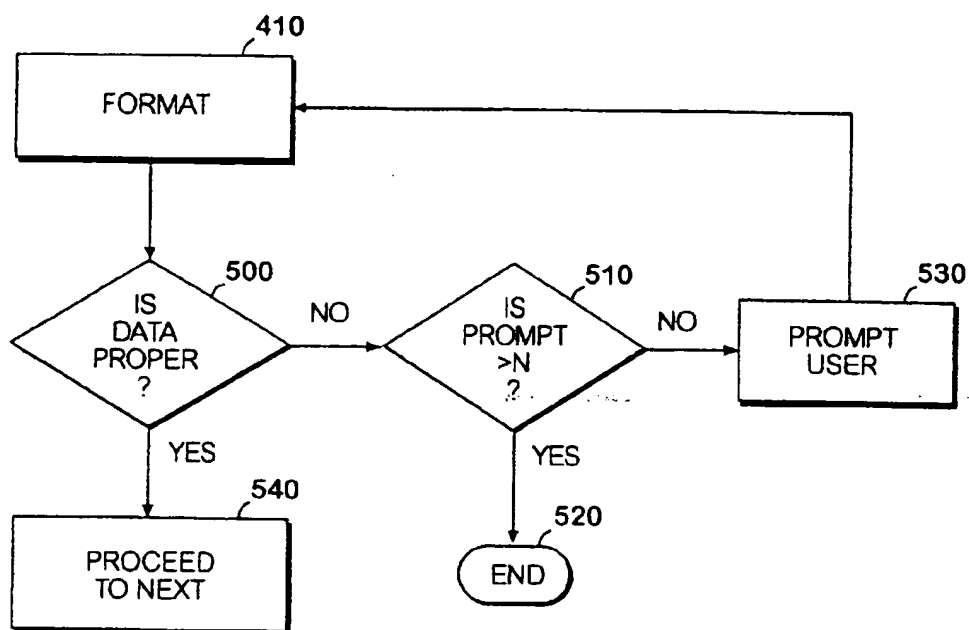 410
FORMAT
500
IS
DATA
PROPER
?
NO
510
IS
PROMPT
>N
?
NO
530
PROMPT
USER
YES
YES
540
PROCEED
TO NEXT
520
END